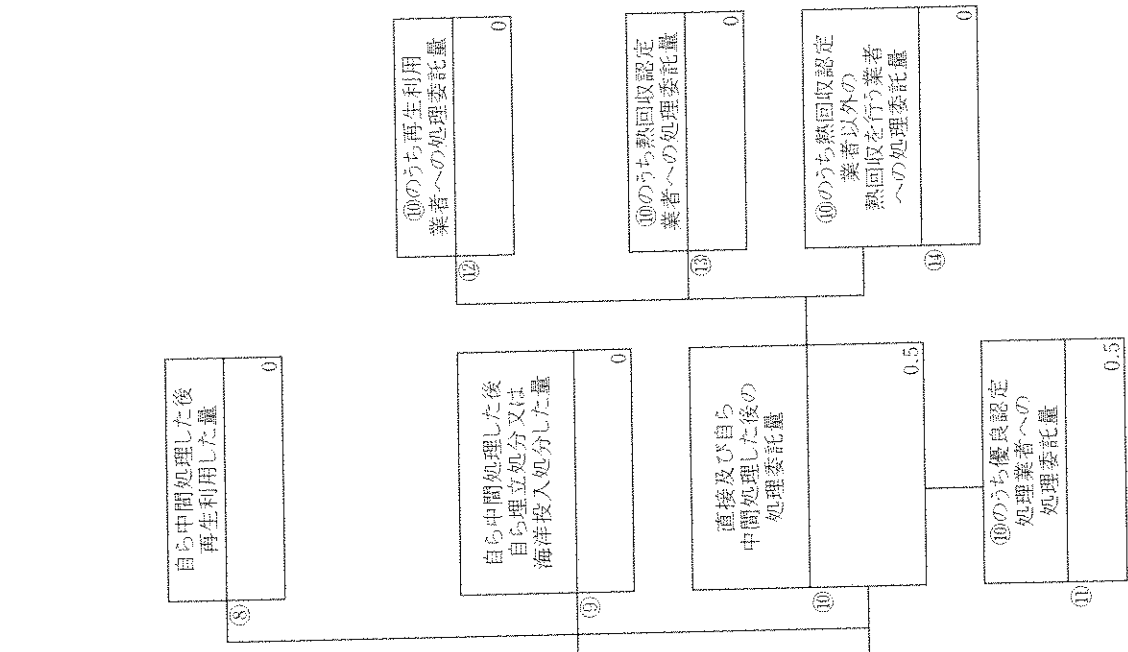 ⑧
自ら中間処理した後
再生利用した量
0
⑨
自ら中間処理した後
自ら埋立処分又は
海洋投入処分した量
0
⑩
直接及び自ら
中間処理した後の
処理委託量
0.5
⑪
⑩のうち優良認定
処理業者への
処理委託量
0.5
⑫
⑩のうち再生利用
業者への処理委託量
0
⑬
⑩のうち熱回収認定
業者への処理委託量
0
⑭
⑩のうち熱回収認定
業者以外の
熱回収を行う業者
への処理委託量
0